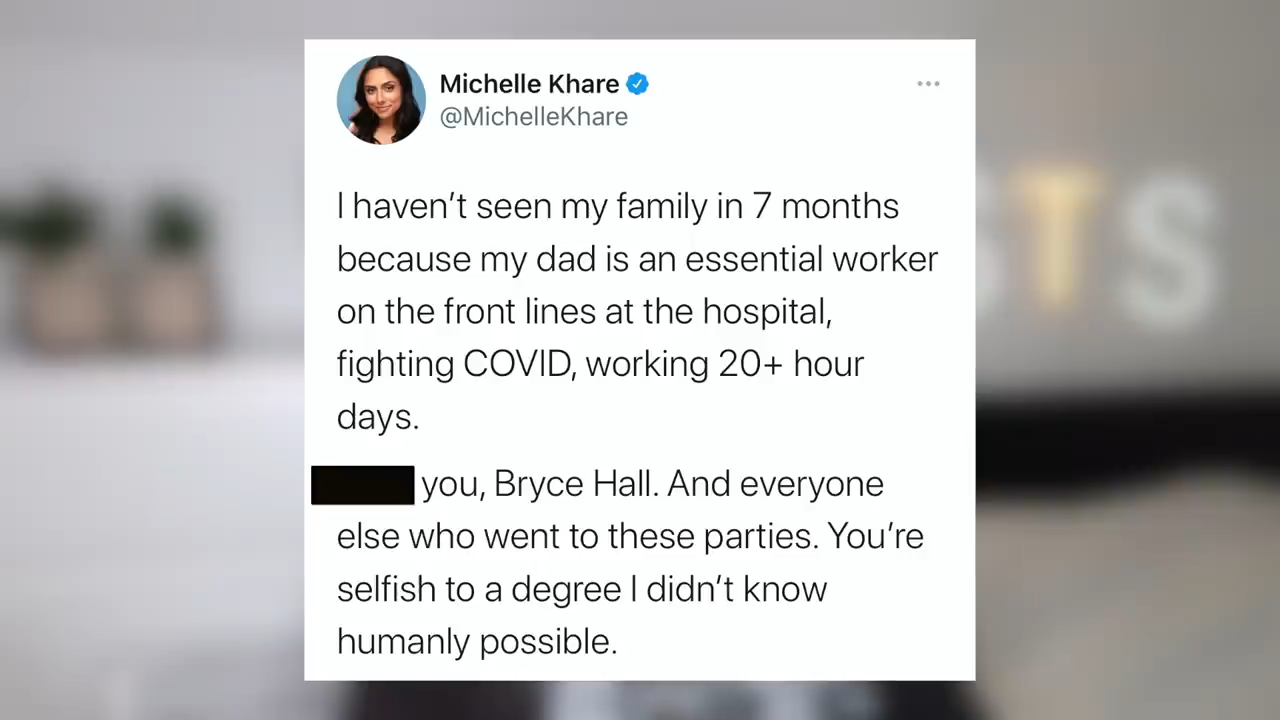 Michelle Khare
@MichelleKhare
I haven’t seen my family in 7 months
because my dad is an essential worker
on the front lines at the hospital,
fighting COVID, working 20+ hour
days.
you, Bryce Hall. And everyone
else who went to these parties. You’re
selfish to a degree I didn’t know
humanly possible.
TS